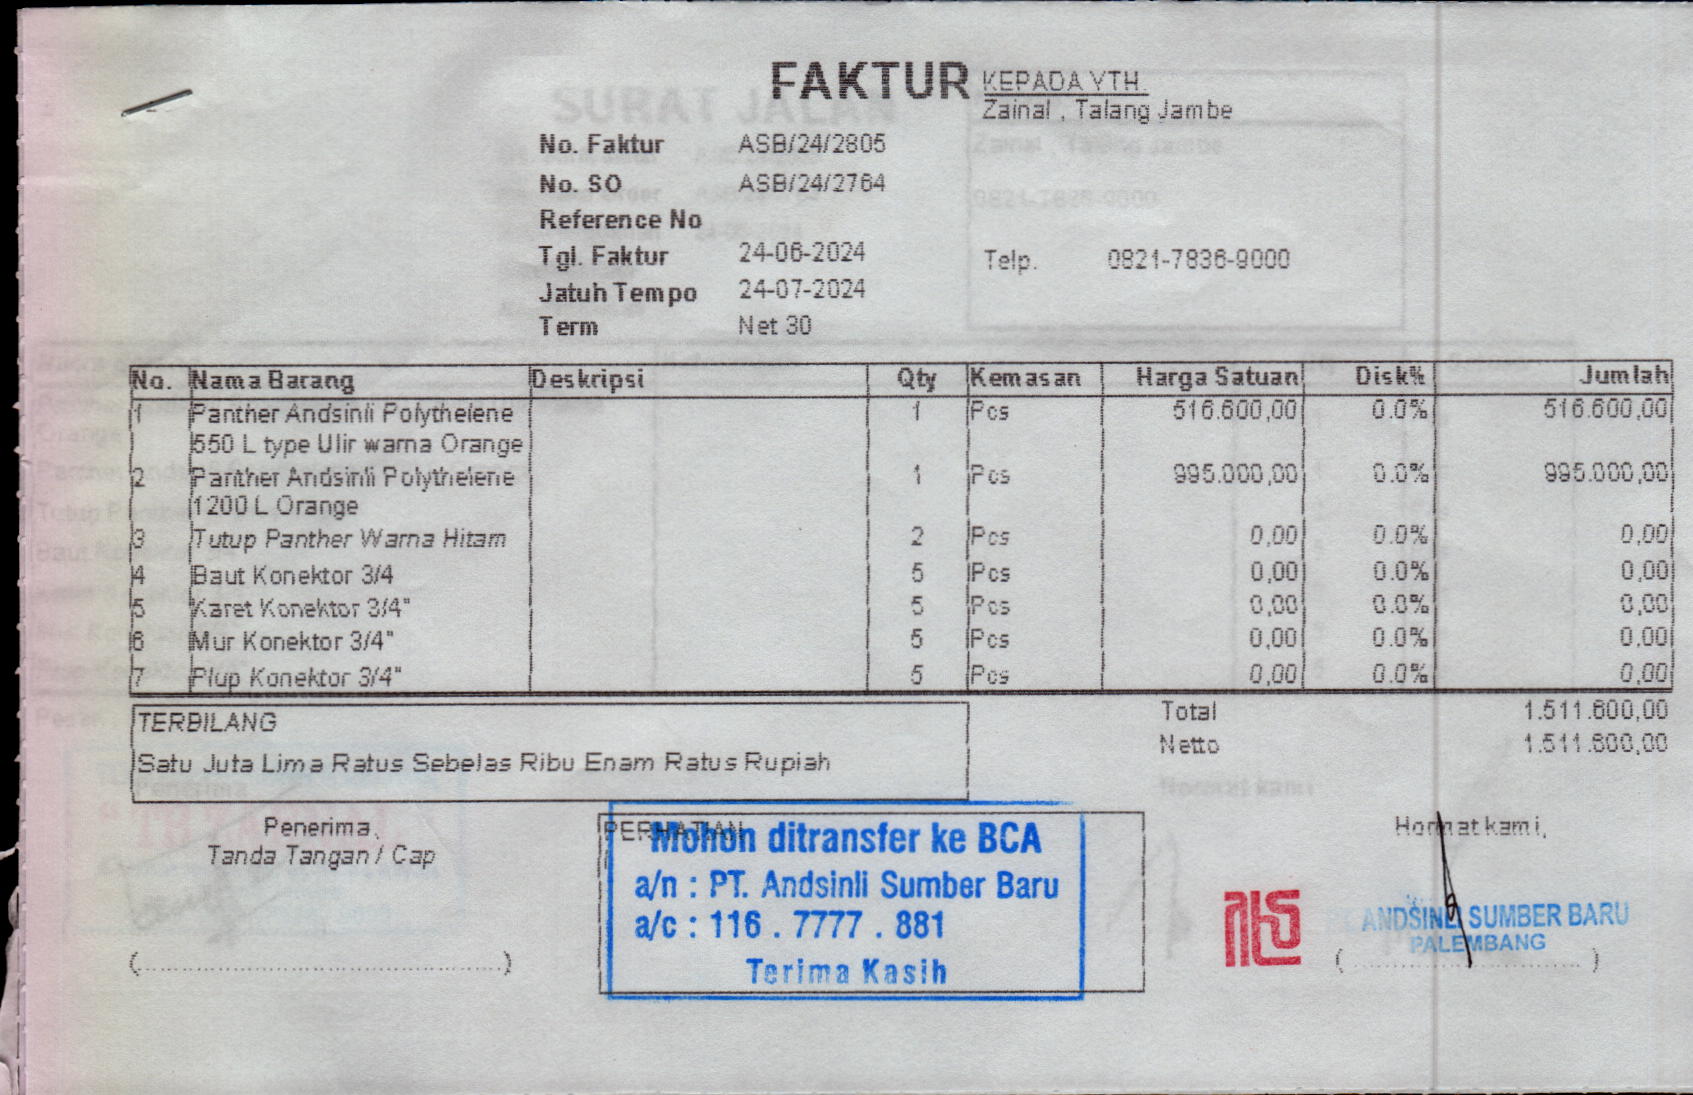 FAKTUR
KEPADA YTH.
Zainal , Talang Jambe
No. Faktur ASB/24/2805
No. SO ASB/24/2764
Reference No
Tgl. Faktur 24-06-2024
Telp. 0821-7836-9000
Jatuh Tempo 24-07-2024
Term Net 30
No. Nama Barang Deskripsi Qty Kemasan Harga Satuan Disk% Jumlah
1 Panther Andsinli Polythelene 1 Pcs 516.600,00 0.0% 516.600,00
550 L type Ulir warna Orange
2 Panther Andsinli Polythelene 1 Pcs 995.000,00 0.0% 995.000,00
1200 L Orange
3 Tutup Panther Warna Hitam 2 Pcs 0,00 0.0% 0,00
4 Baut Konektor 3/4 5 Pcs 0,00 0.0% 0,00
5 Karet Konektor 3/4" 5 Pcs 0,00 0.0% 0,00
6 Mur Konektor 3/4" 5 Pcs 0,00 0.0% 0,00
7 Plup Konektor 3/4" 5 Pcs 0,00 0.0% 0,00
Total 1.511.600,00
Netto 1.511.600,00
TERBILANG
Satu Juta Lima Ratus Sebelas Ribu Enam Ratus Rupiah
Penerima,
Tanda Tangan / Cap
(....................)
PERHATIAN
Mohon ditransfer ke BCA
a/n : PT. Andsinli Sumber Baru
a/c : 116 . 7777 . 881
Terima Kasih
Hormat kami,
ANDSINLI SUMBER BARU
PALEMBANG
(....................)
SURAT JALAN